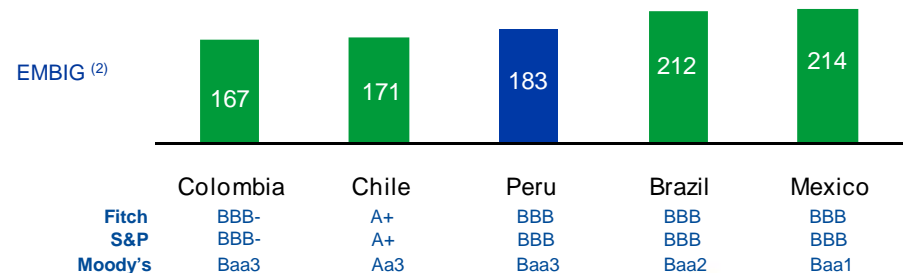 EMBIG (2)
167 171 183 212 214
Colombia Chile Peru Brazil Mexico
Fitch BBB- A+ BBB BBB BBB
S&P BBB- A+ BBB BBB BBB
Moody's Baa3 Aa3 Baa3 Baa2 Baa1